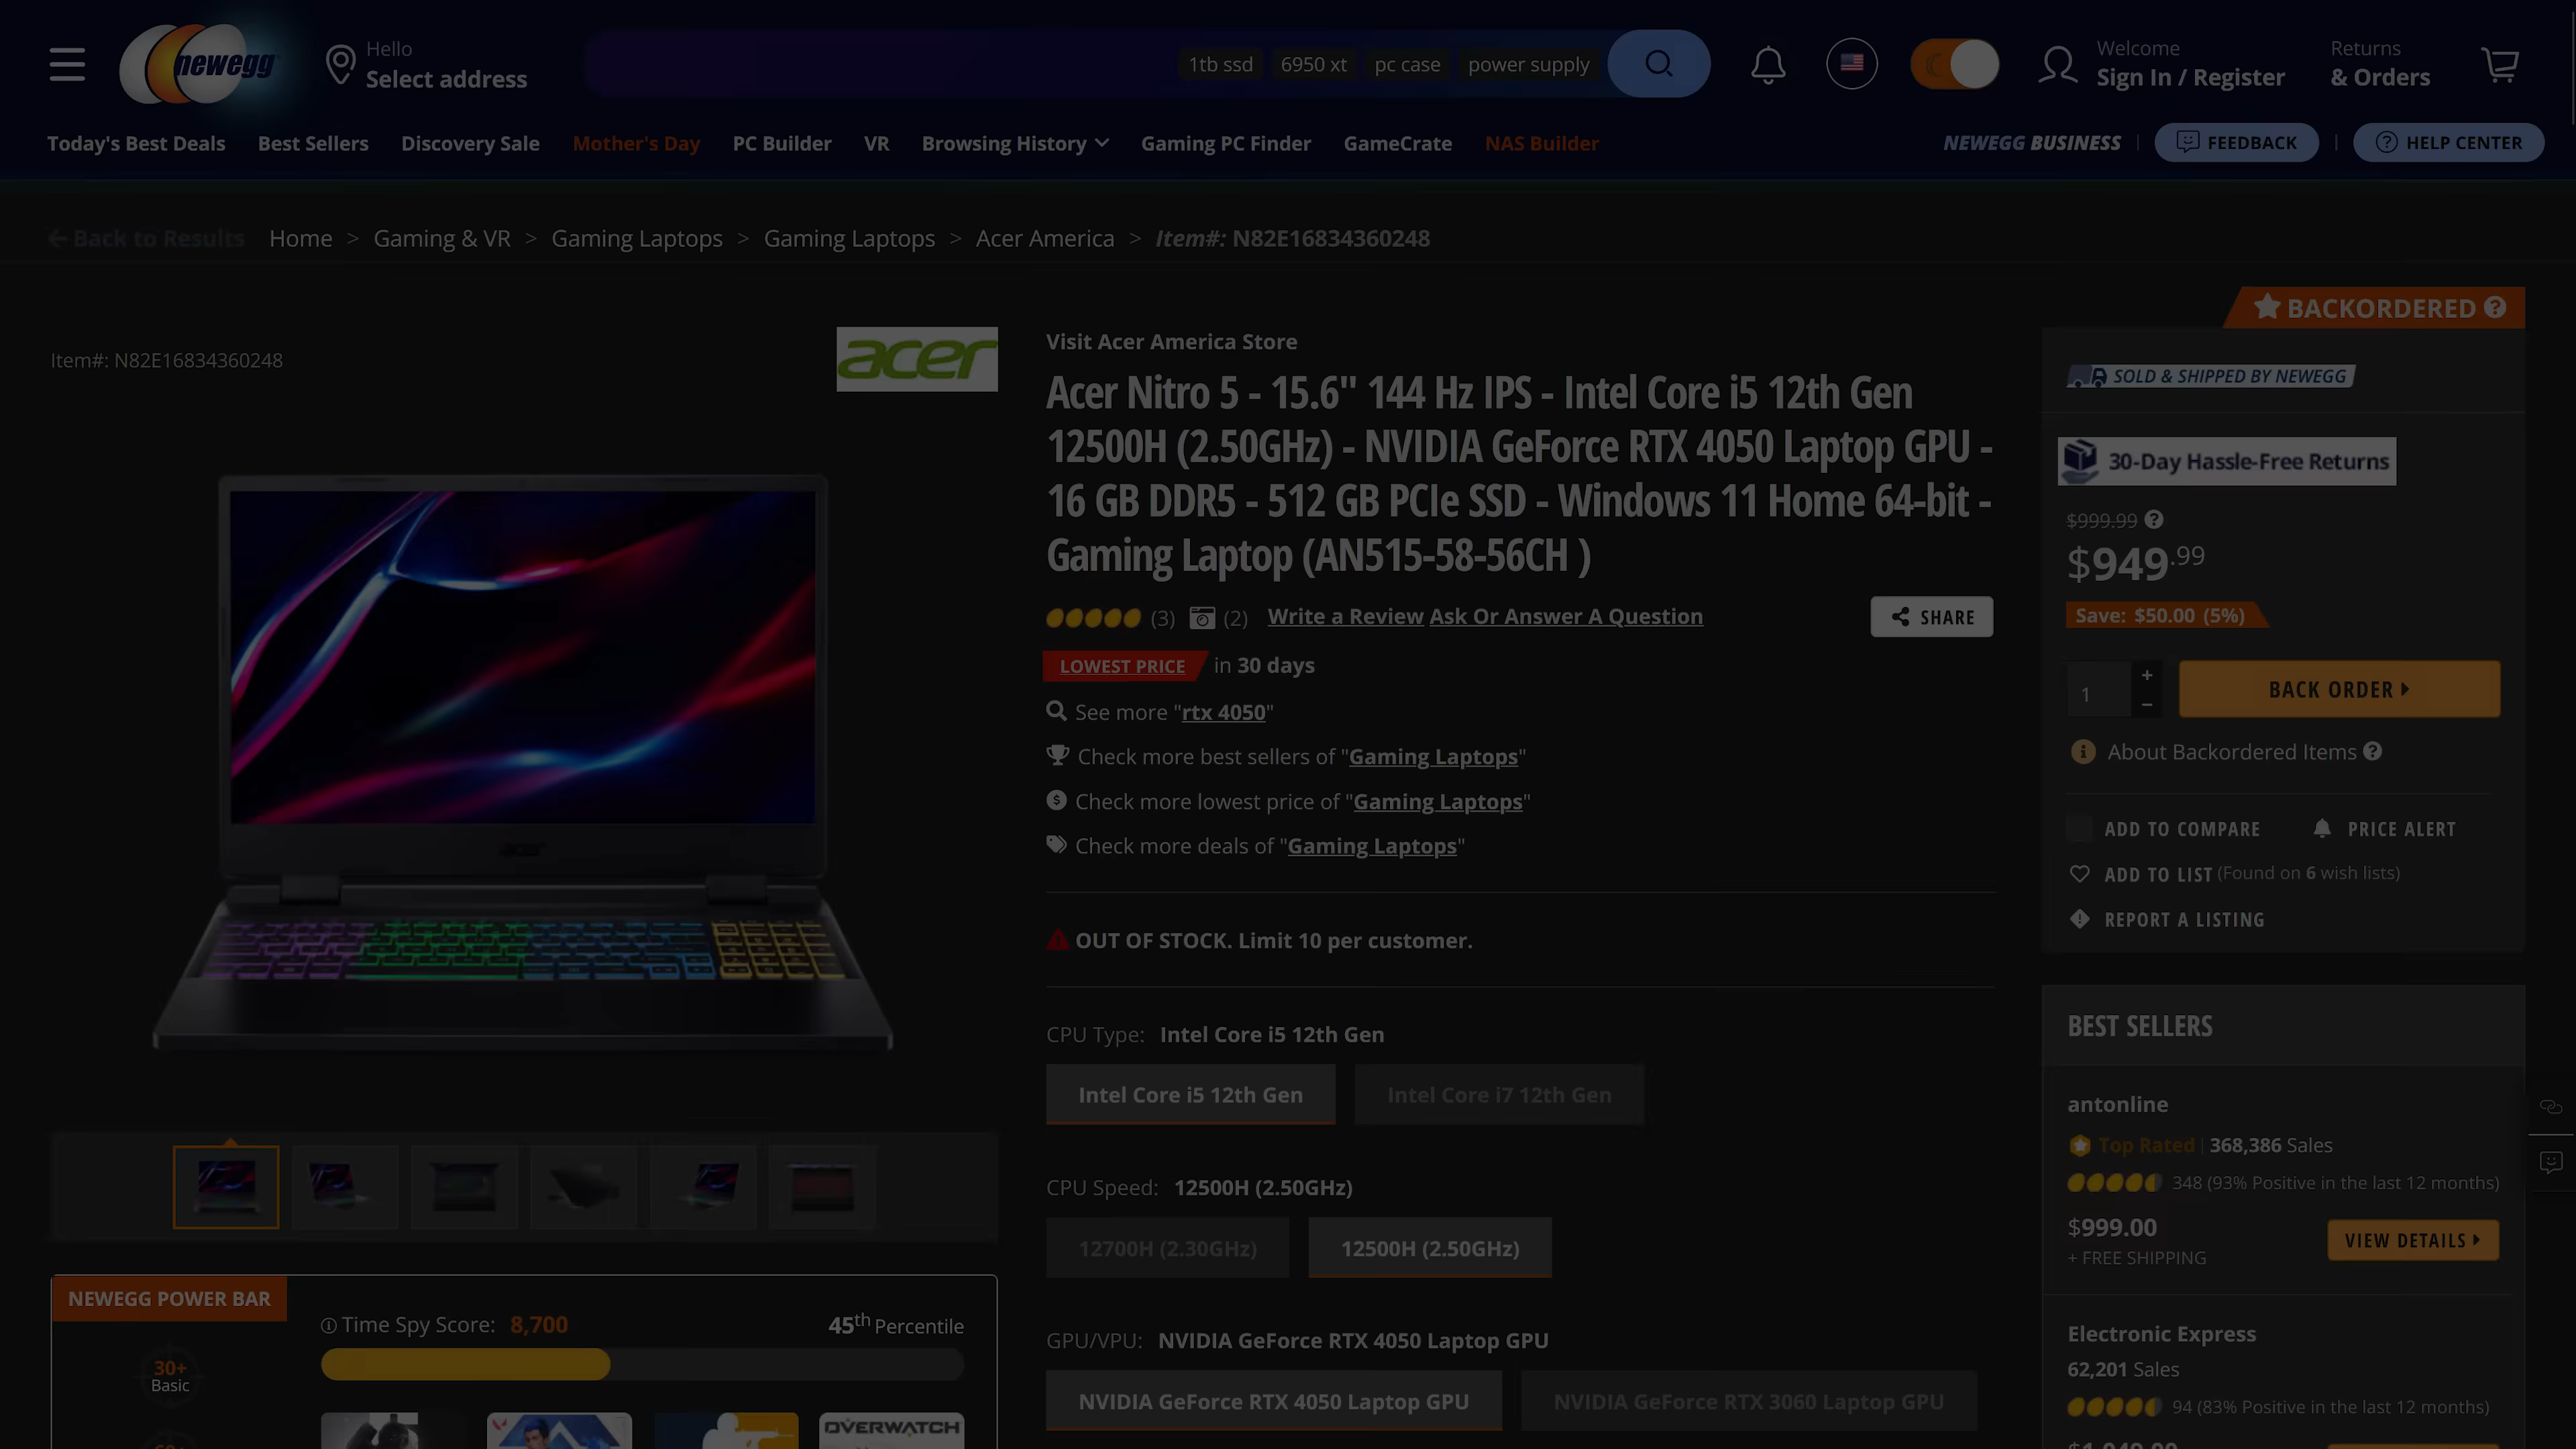 newegg
Hello
Select address
1tb ssd
6950 xt
pc case
power supply
Welcome
Sign In / Register
Returns
& Orders
Today's Best Deals
Best Sellers
Discovery Sale
Mother's Day
PC Builder
VR
Browsing History
Gaming PC Finder
GameCrate
NAS Builder
NEWEGG BUSINESS
FEEDBACK
HELP CENTER
Back to Results
Home > Gaming & VR > Gaming Laptops > Gaming Laptops > Acer America > Item#: N82E16834360248
BACKORDERED
Item#: N82E16834360248
acer
Visit Acer America Store
Acer Nitro 5 - 15.6" 144 Hz IPS - Intel Core i5 12th Gen
12500H (2.50GHz) - NVIDIA GeForce RTX 4050 Laptop GPU -
16 GB DDR5 - 512 GB PCIe SSD - Windows 11 Home 64-bit -
Gaming Laptop (AN515-58-56CH )
(3)
(2)
Write a Review
Ask Or Answer A Question
SHARE
LOWEST PRICE in 30 days
See more "rtx 4050"
Check more best sellers of "Gaming Laptops"
Check more lowest price of "Gaming Laptops"
Check more deals of "Gaming Laptops"
OUT OF STOCK. Limit 10 per customer.
CPU Type: Intel Core i5 12th Gen
Intel Core i5 12th Gen
Intel Core i7 12th Gen
CPU Speed: 12500H (2.50GHz)
12700H (2.30GHz)
12500H (2.50GHz)
GPU/VPU: NVIDIA GeForce RTX 4050 Laptop GPU
NVIDIA GeForce RTX 4050 Laptop GPU
NVIDIA GeForce RTX 3060 Laptop GPU
SOLD & SHIPPED BY NEWEGG
30-Day Hassle-Free Returns
$999.99
$949.99
Save: $50.00 (5%)
1
BACK ORDER
About Backordered Items
ADD TO COMPARE
PRICE ALERT
ADD TO LIST (Found on 6 wish lists)
REPORT A LISTING
BEST SELLERS
antonline
Top Rated | 368,386 Sales
348 (93% Positive in the last 12 months)
$999.00
+ FREE SHIPPING
VIEW DETAILS
Electronic Express
62,201 Sales
94 (83% Positive in the last 12 months)
NEWEGG POWER BAR
Time Spy Score: 8,700
45th Percentile
30+
Basic
OVERWATCH